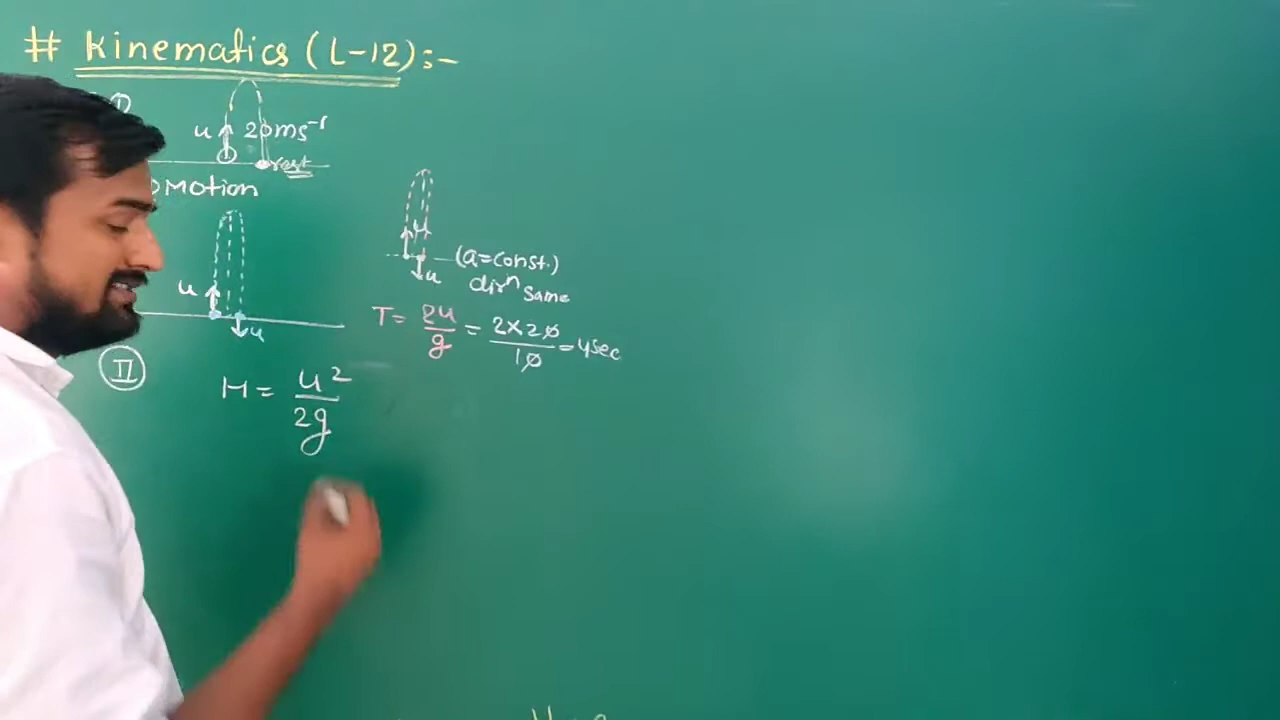 # Kinematics (L-12):-
I
u 20ms⁻¹
rest
Motion
u
u
(a=const.)
dirⁿ same
u
T = 2u/g = 2×20/10 = 4sec
u
II
H = u²/2g